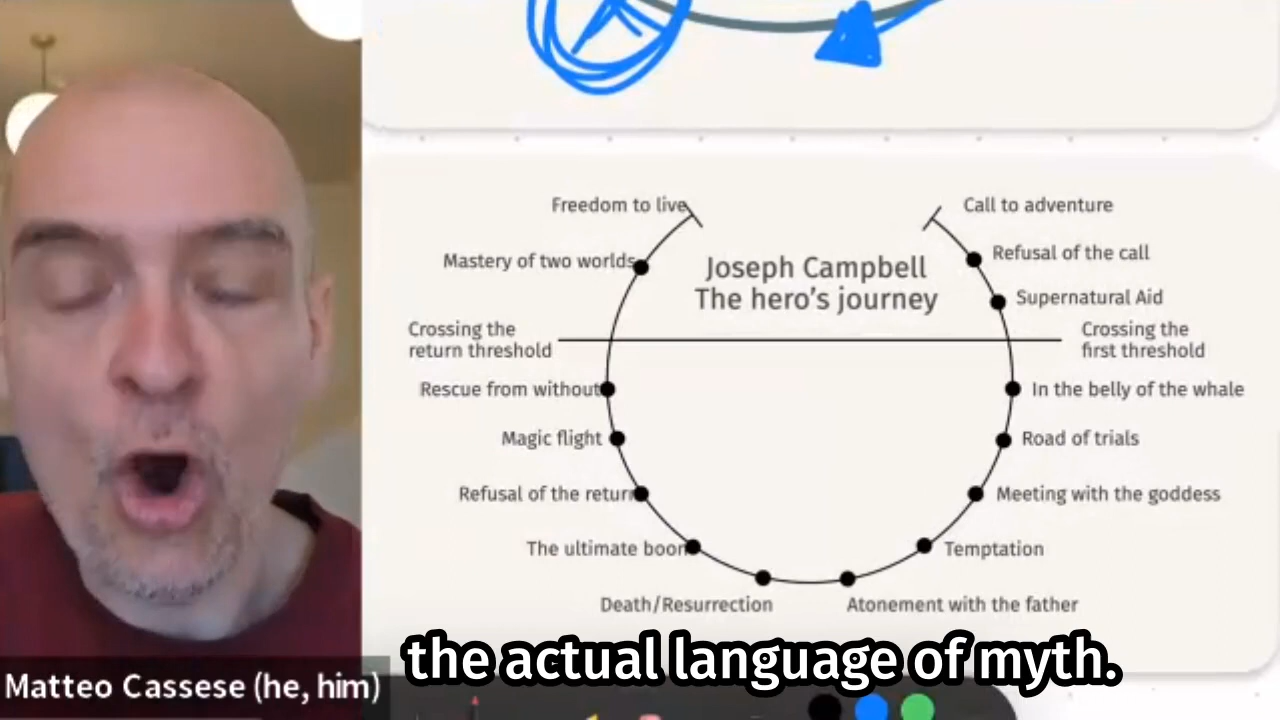 Freedom to live
Call to adventure
Mastery of two worlds
Refusal of the call
Joseph Campbell
The hero's journey
Supernatural Aid
Crossing the
return threshold
Crossing the
first threshold
Rescue from without
In the belly of the whale
Magic flight
Road of trials
Refusal of the return
Meeting with the goddess
The ultimate boon
Temptation
Death/Resurrection
Atonement with the father
the actual language of myth.
Matteo Cassese (he, him)